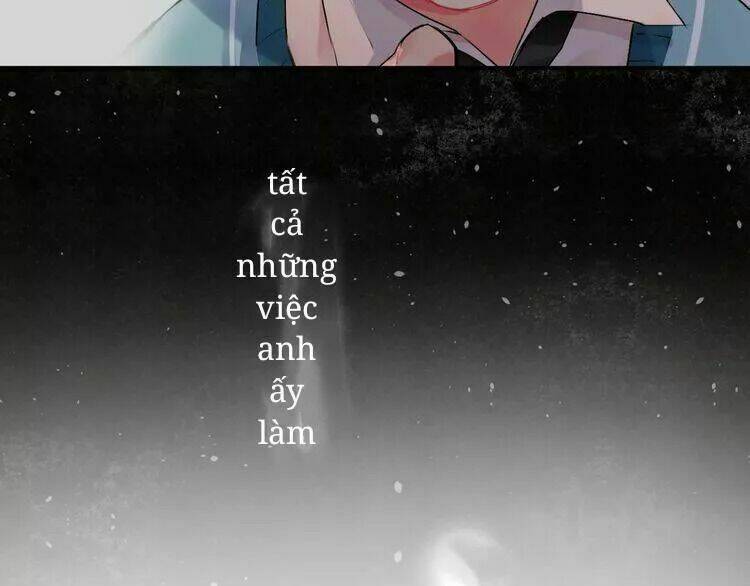 tất
cả
những
việc
anh
ấy
làm